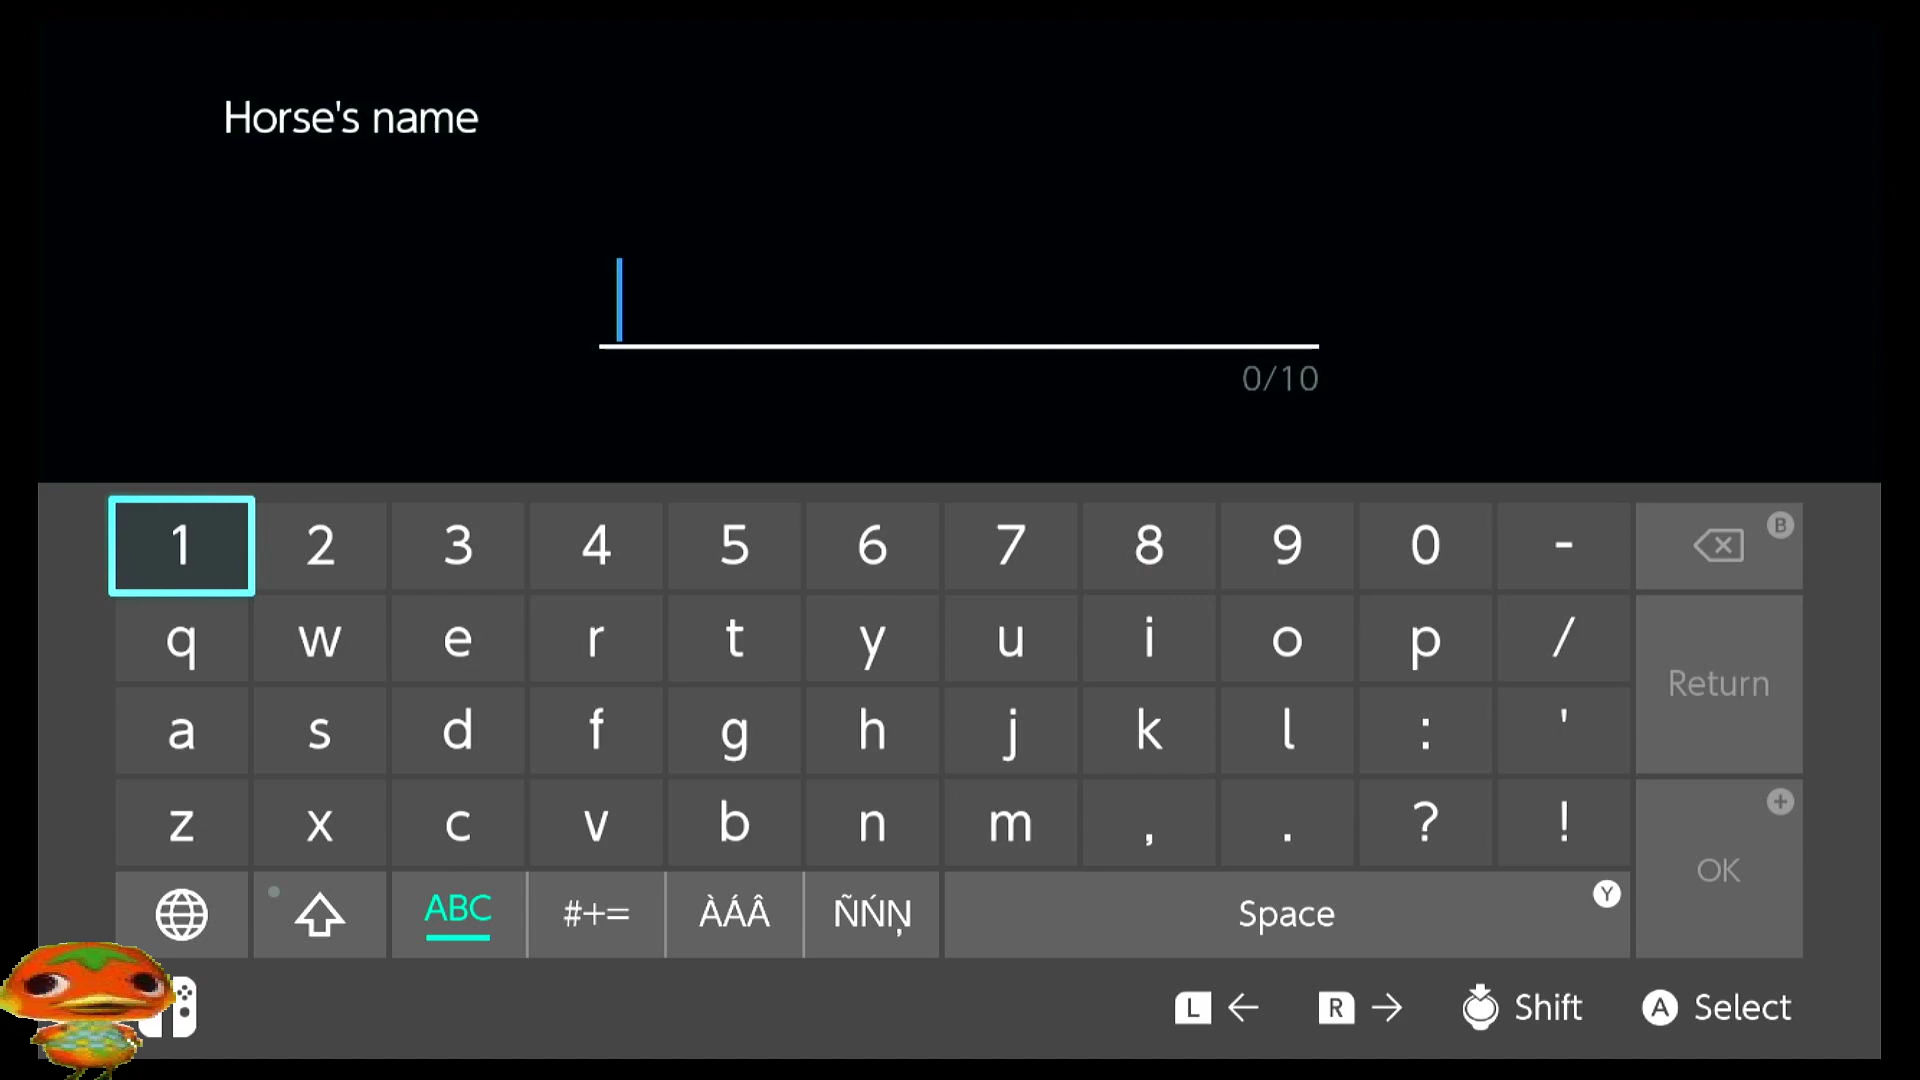 Horse's name
0/10
1 2 3 4 5 6 7 8 9 0 - B
q w e r t y u i o p / Return
a s d f g h j k l : '
z x c v b n m , . ? ! + OK
ABC #+= ÀÁÂ ÑŃŅ Space Y
L ← R → Shift A Select